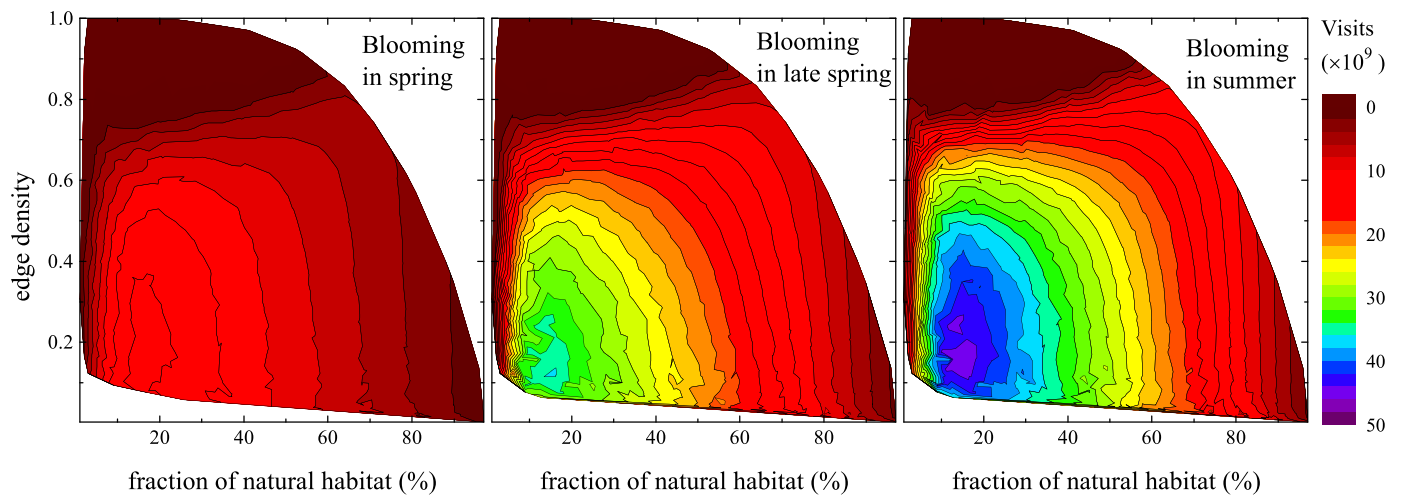 1.0
0.8
0.6
0.4
0.2
edge density
Blooming
in spring
20 40 60 80
fraction of natural habitat (%)
Blooming
in late spring
20 40 60 80
fraction of natural habitat (%)
Blooming
in summer
20 40 60 80
fraction of natural habitat (%)
Visits
(×10⁹ )
0
10
20
30
40
50